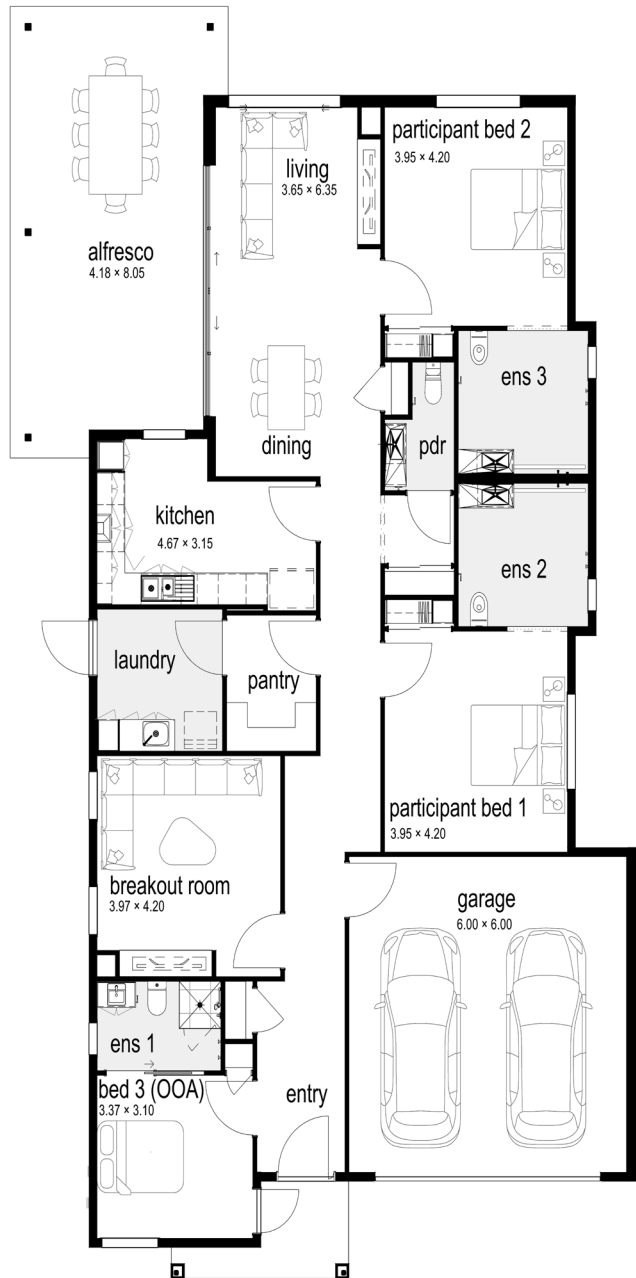 participant bed 2
3.95 × 4.20
living
3.65 × 6.35
alfresco
4.18 × 8.05
ens 3
dining
pdr
kitchen
4.67 × 3.15
ens 2
laundry
pantry
participant bed 1
3.95 × 4.20
breakout room
3.97 × 4.20
garage
6.00 × 6.00
ens 1
bed 3 (OOA)
3.37 × 3.10
entry